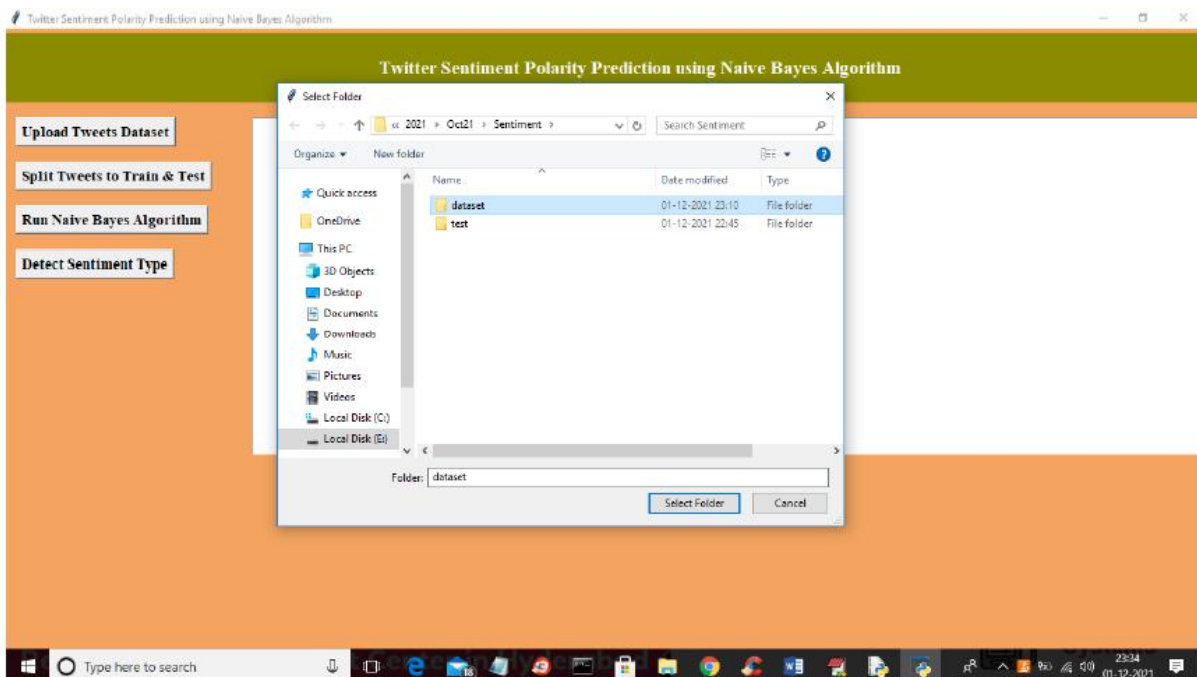 Twitter Sentiment Polarity Prediction using Naive Bayes Algorithm
Twitter Sentiment Polarity Prediction using Naive Bayes Algorithm
Upload Tweets Dataset
Split Tweets to Train & Test
Run Naive Bayes Algorithm
Detect Sentiment Type
Select Folder
« 2021 › Oct21 › Sentiment ›
Search Sentiment
Organize
New folder
Name
Date modified
Type
dataset 01-12-2021 23:10 File folder
test 01-12-2021 22:45 File folder
Quick access
OneDrive
This PC
3D Objects
Desktop
Documents
Downloads
Music
Pictures
Videos
Local Disk (C:)
Local Disk (E:)
Folder: dataset
Select Folder
Cancel
Type here to search
18
23:34
01-12-2021